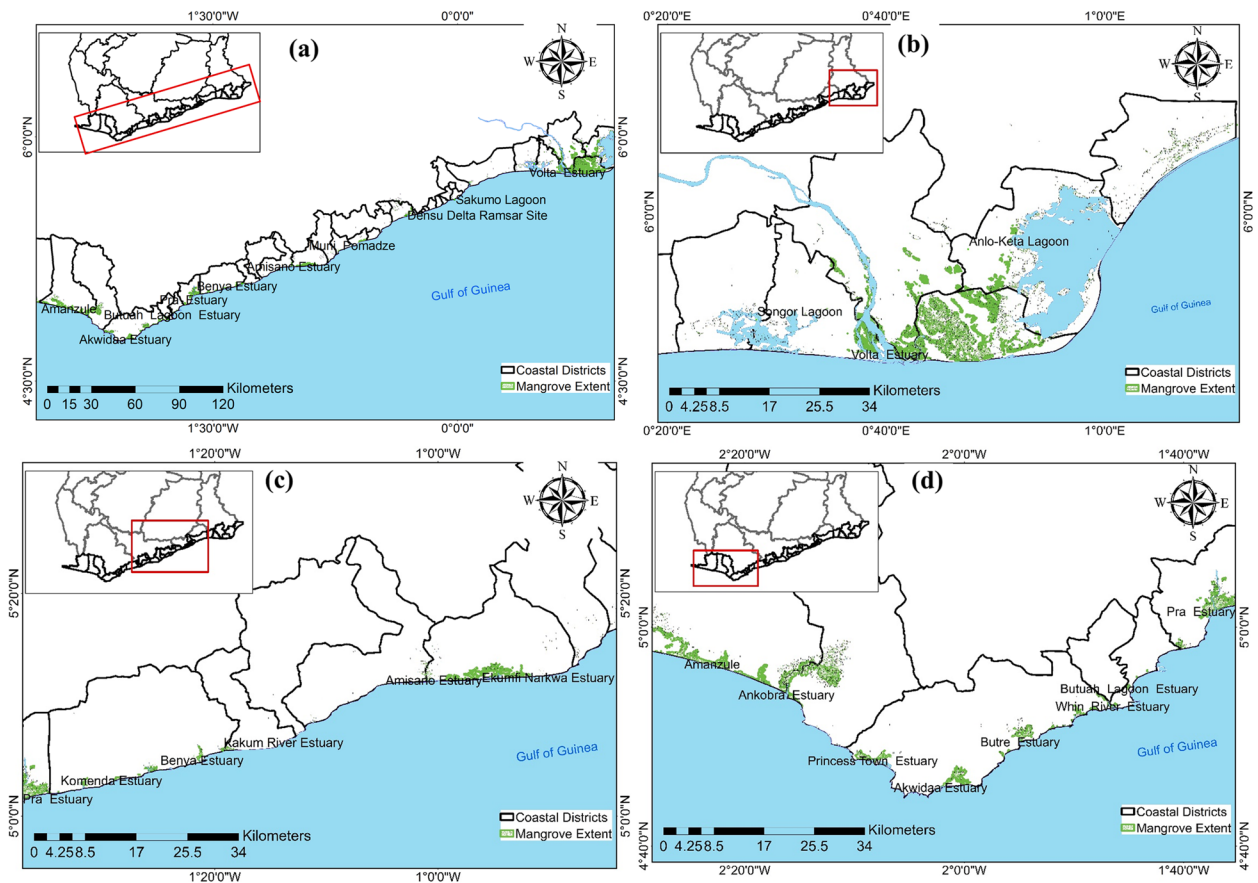 1°30'0"W 0°0'0"
(a)
N
W E
S
6°0'0"N
6°0'0"N
Volta Estuary
Sakumo Lagoon
Densu Delta Ramsar Site
Muni Pomadze
Amisano Estuary
Benya Estuary
Pra Estuary
Amanzule
Butuah Lagoon Estuary
Akwidaa Estuary
Gulf of Guinea
Coastal Districts
Mangrove Extent
Kilometers
0 15 30 60 90 120
4°30'0"N
4°30'0"N
1°30'0"W 0°0'0"
0°20'0"E 0°40'0"E 1°0'0"E
(b)
N
W E
S
6°0'0"N
6°0'0"N
Anlo-Keta Lagoon
Songor Lagoon
Volta Estuary
Gulf of Guinea
Coastal Districts
Mangrove Extent
Kilometers
0 4.25 8.5 17 25.5 34
0°20'0"E 0°40'0"E 1°0'0"E
1°20'0"W 1°0'0"W
(c)
N
W E
S
5°20'0"N
5°20'0"N
Amisano Estuary
Ekumfi Narkwa Estuary
Kakum River Estuary
Benya Estuary
Komenda Estuary
Pra Estuary
Gulf of Guinea
Coastal Districts
Mangrove Extent
Kilometers
0 4.25 8.5 17 25.5 34
5°0'0"N
5°0'0"N
1°20'0"W 1°0'0"W
2°20'0"W 2°0'0"W 1°40'0"W
(d)
N
W E
S
5°0'0"N
5°0'0"N
Pra Estuary
Amanzule
Ankobra Estuary
Butuah Lagoon Estuary
Whin River Estuary
Butre Estuary
Princess Town Estuary
Akwidaa Estuary
Gulf of Guinea
Coastal Districts
Mangrove Extent
Kilometers
0 4.25 8.5 17 25.5 34
4°40'0"N
4°40'0"N
2°20'0"W 2°0'0"W 1°40'0"W